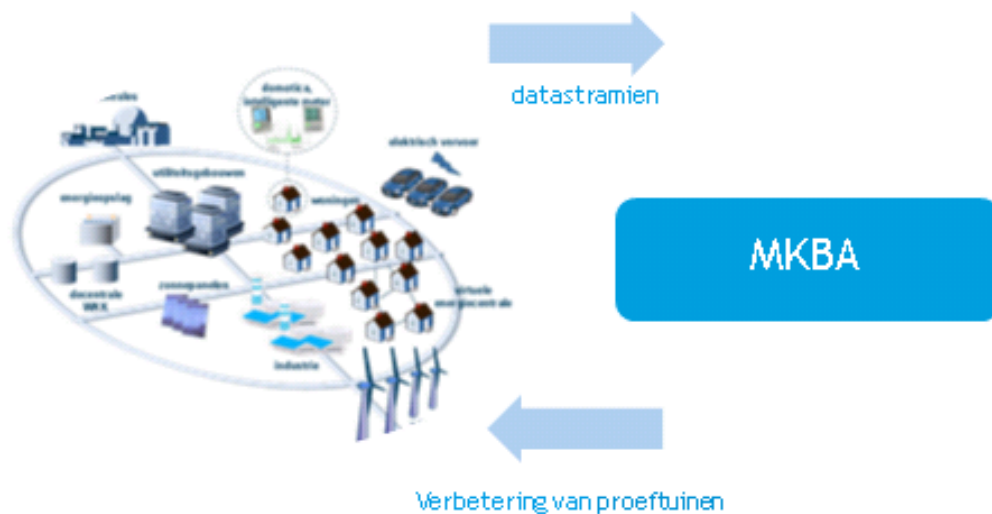 domotica,
intelligente meter
elektrisch vervoer
utiliteitsgebouwen
energieopslag
woningen
decentrale
WKK
zonnepanelen
virtuele
energiecentrale
industrie
datastramien
MKBA
Verbetering van proeftuinen